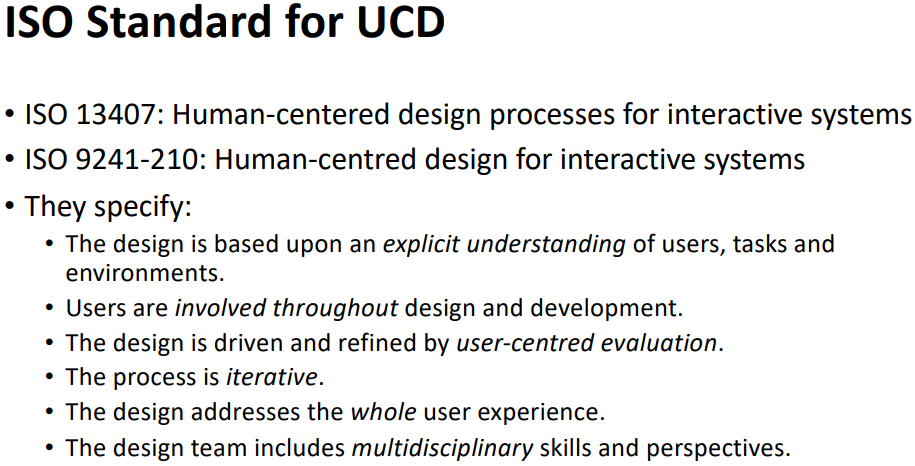 ISO Standard for UCD
• ISO 13407: Human-centered design processes for interactive systems
• ISO 9241-210: Human-centred design for interactive systems
• They specify:
• The design is based upon an explicit understanding of users, tasks and
environments.
• Users are involved throughout design and development.
• The design is driven and refined by user-centred evaluation.
• The process is iterative.
• The design addresses the whole user experience.
• The design team includes multidisciplinary skills and perspectives.